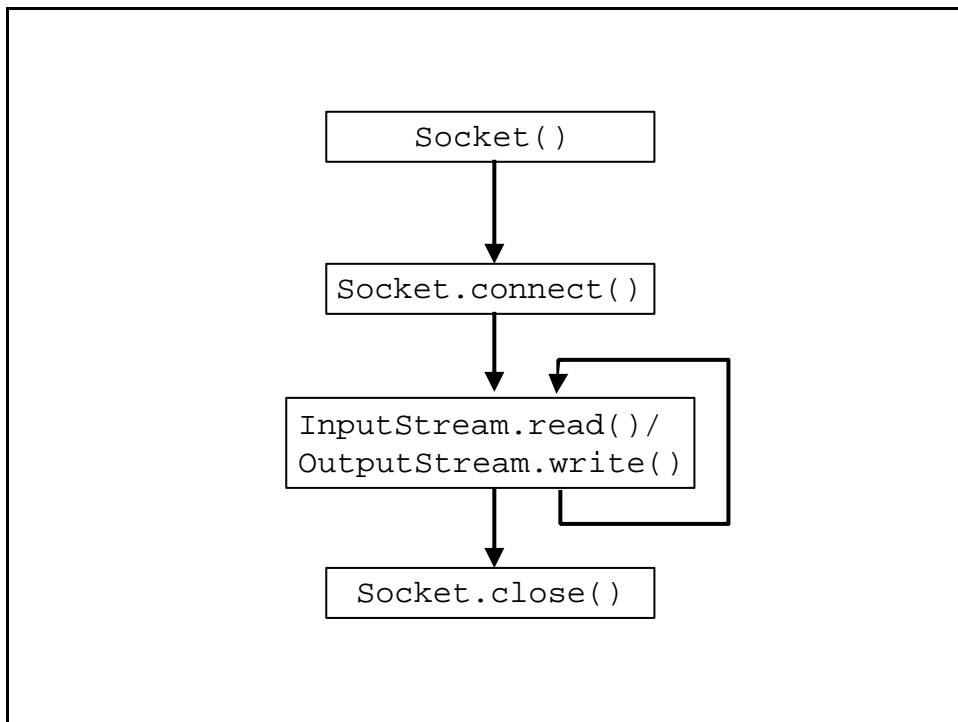 Socket()
Socket.connect()
InputStream.read()/
OutputStream.write()
Socket.close()